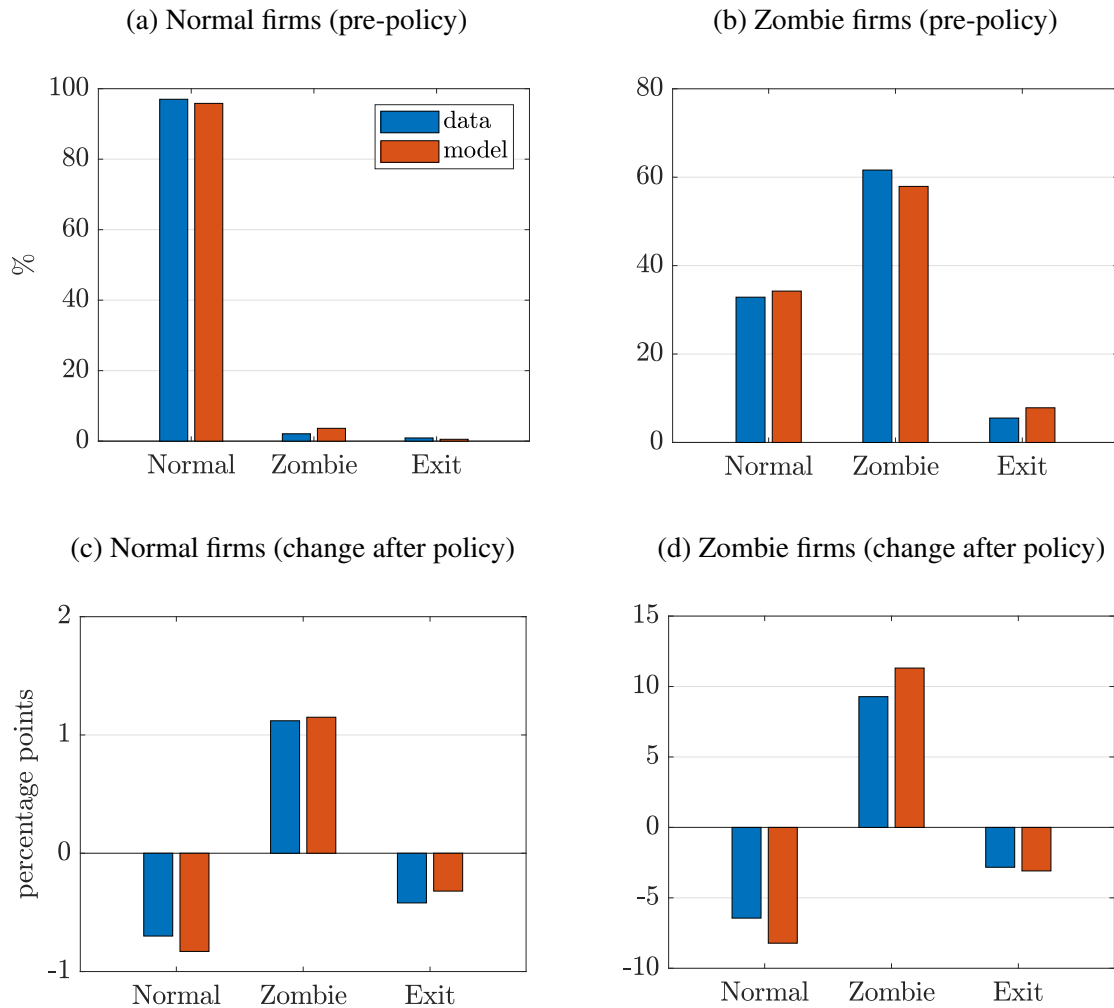 (a) Normal firms (pre-policy)
100
80
60
40
20
0
%
Normal Zombie Exit
data
model
(b) Zombie firms (pre-policy)
80
60
40
20
0
Normal Zombie Exit
(c) Normal firms (change after policy)
2
1
0
-1
percentage points
Normal Zombie Exit
(d) Zombie firms (change after policy)
15
10
5
0
-5
-10
Normal Zombie Exit